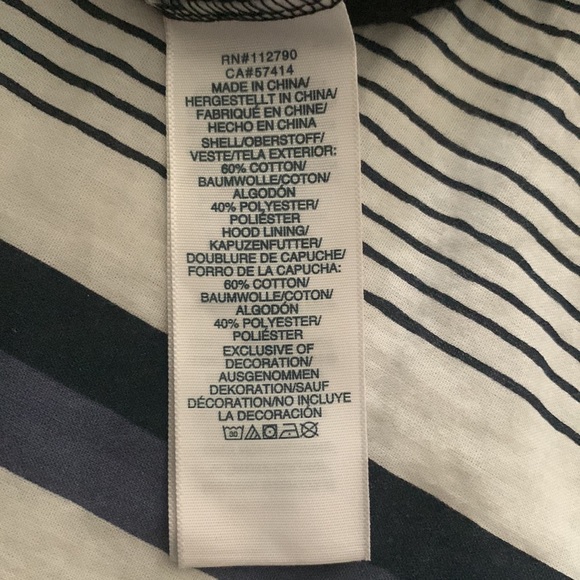 RN#112790
CA#57414
MADE IN CHINA/
HERGESTELLT IN CHINA/
FABRIQUÉ EN CHINE/
HECHO EN CHINA
SHELL/OBERSTOFF/
VESTE/TELA EXTERIOR:
60% COTTON/
BAUMWOLLE/COTON/
ALGODÓN
40% POLYESTER/
POLIÉSTER
HOOD LINING/
KAPUZENFUTTER/
DOUBLURE DE CAPUCHE/
FORRO DE LA CAPUCHA:
60% COTTON/
BAUMWOLLE/COTON/
ALGODÓN
40% POLYESTER/
POLIÉSTER
EXCLUSIVE OF
DECORATION/
AUSGENOMMEN
DEKORATION/SAUF
DÉCORATION/NO INCLUYE
LA DECORACIÓN
30